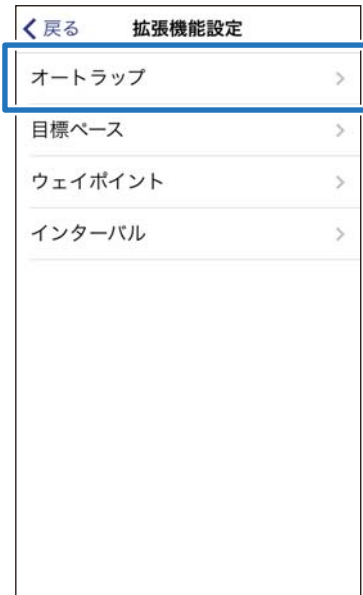 戻る 拡張機能設定
オートラップ
目標ペース
ウェイポイント
インターバル